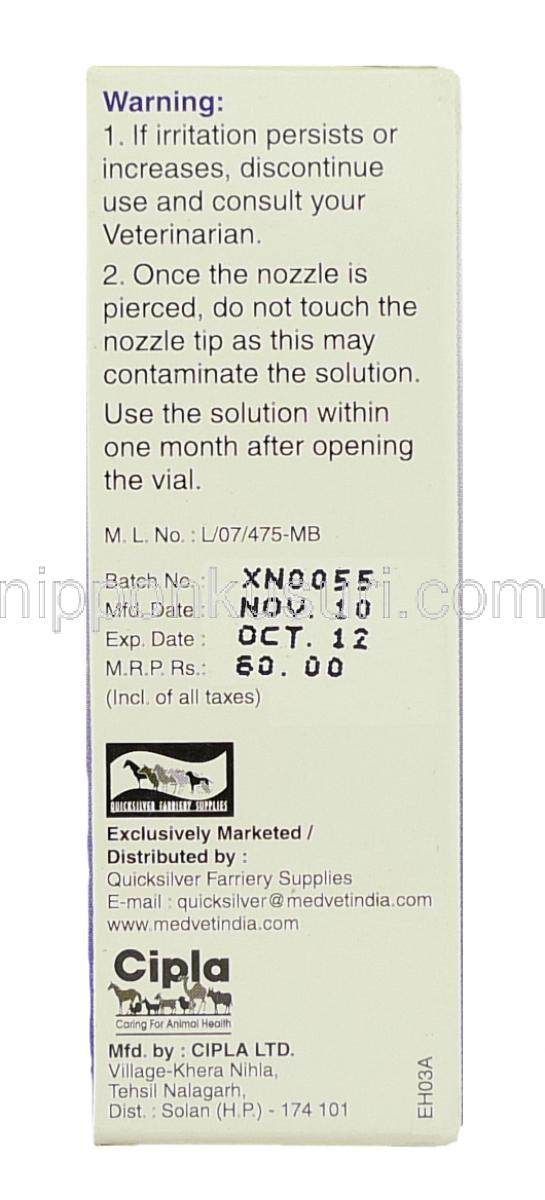 Warning:
1. If irritation persists or
increases, discontinue
use and consult your
Veterinarian.
2. Once the nozzle is
pierced, do not touch the
nozzle tip as this may
contaminate the solution.
Use the solution within
one month after opening
the vial.
M. L. No. : L/07/475-MB
Batch No. : XN0055
nipponkusuri.com
Mfd. Date : NOV. 10
Exp. Date : OCT. 12
M.R.P. Rs.: 60.00
(Incl. of all taxes)
QUICKSILVER FARRIERY SUPPLIES
Exclusively Marketed /
Distributed by :
Quicksilver Farriery Supplies
E-mail : quicksilver@medvetindia.com
www.medvetindia.com
Cipla
Caring For Animal Health
Mfd. by : CIPLA LTD.
Village-Khera Nihla,
Tehsil Nalagarh,
Dist. : Solan (H.P.) - 174 101
EH03A